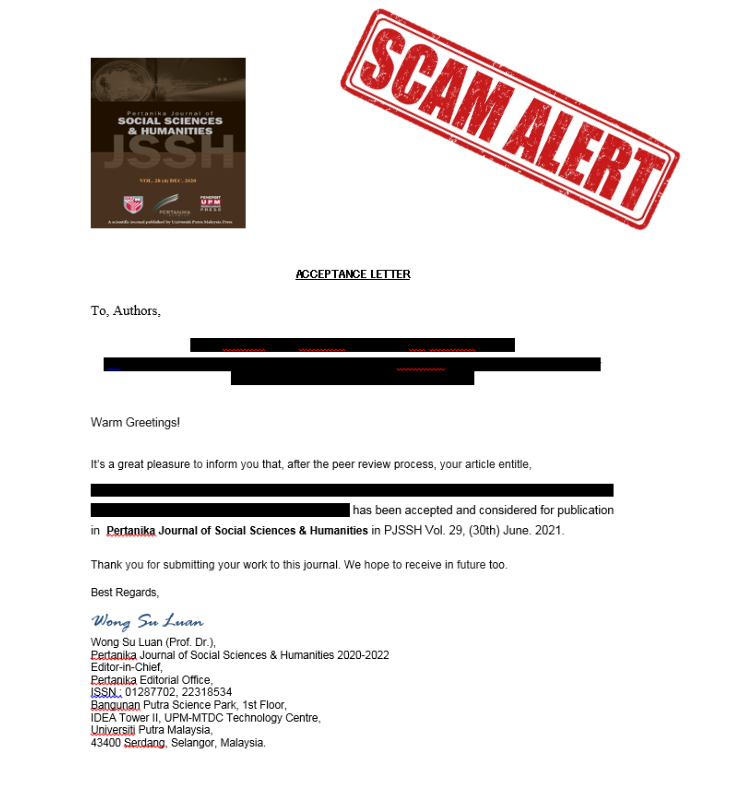 SCAM ALERT
Pertanika Journal of
SOCIAL SCIENCES
& HUMANITIES
JSSH
VOL. 28 (4) DEC. 2020
PERTANIKA
PENERBIT
UPM
PRESS
A scientific journal published by Universiti Putra Malaysia Press
ACCEPTANCE LETTER
To, Authors,
Warm Greetings!
It's a great pleasure to inform you that, after the peer review process, your article entitle,
has been accepted and considered for publication
in Pertanika Journal of Social Sciences & Humanities in PJSSH Vol. 29, (30th) June. 2021.
Thank you for submitting your work to this journal. We hope to receive in future too.
Best Regards,
Wong Su Luan
Wong Su Luan (Prof. Dr.),
Pertanika Journal of Social Sciences & Humanities 2020-2022
Editor-in-Chief,
Pertanika Editorial Office,
ISSN : 01287702, 22318534
Bangunan Putra Science Park, 1st Floor,
IDEA Tower II, UPM-MTDC Technology Centre,
Universiti Putra Malaysia,
43400 Serdang, Selangor, Malaysia.